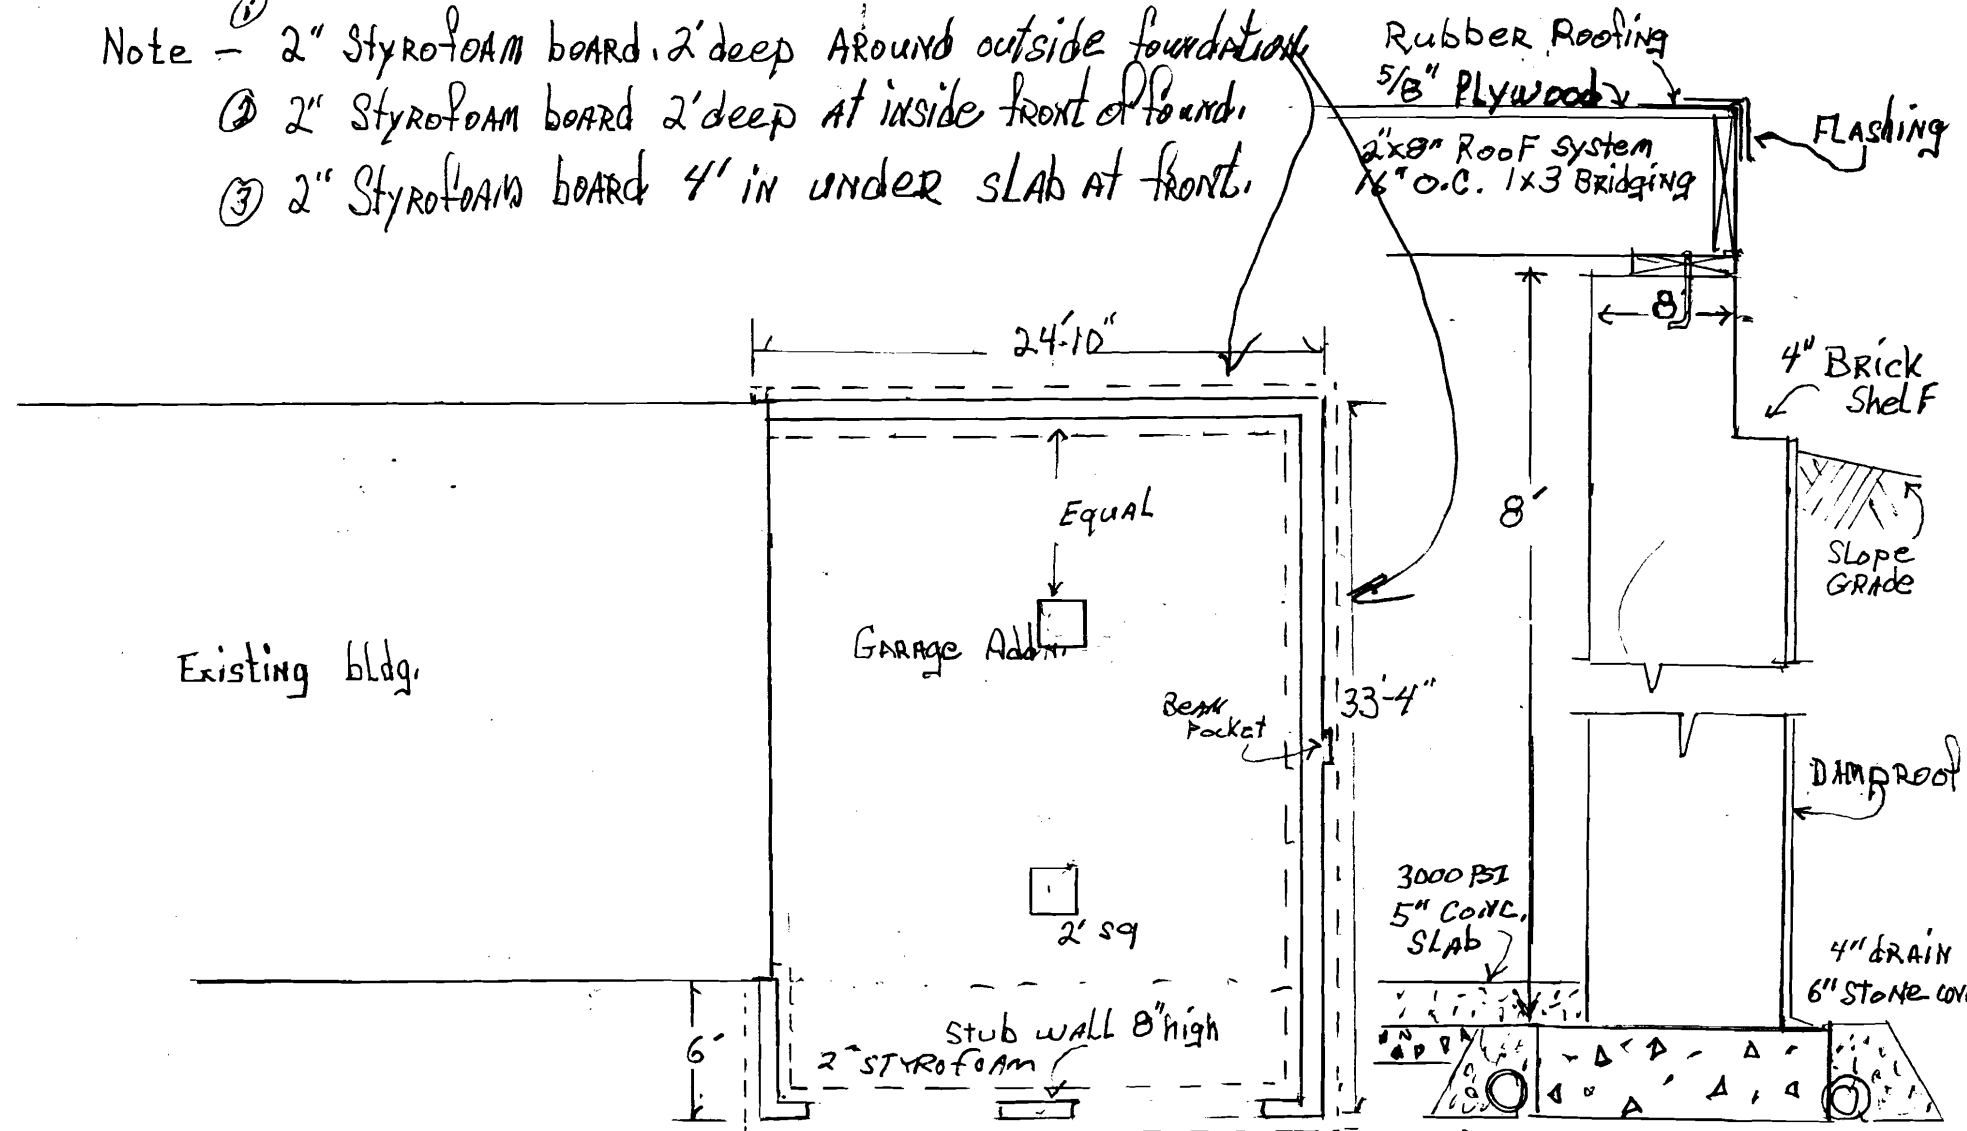 ①
Note - 2" Styrofoam board. 2' deep Around outside foundation
② 2" Styrofoam board 2' deep at inside front of found.
③ 2" Styrofoam board 4' in under slab at front.
Rubber Roofing
5/8" Plywood
Flashing
2"x8" Roof System
16" O.C. 1x3 Bridging
8"
4" Brick
Shelf
24'-10"
Equal
8'
Slope
Grade
Existing bldg.
Garage Addn.
Beam
Pocket
33'-4"
Damproof
3000 PSI
5" Conc.
Slab
2' sq
4" drain
6" stone cov
Stub wall 8" high
2" Styrofoam
6'